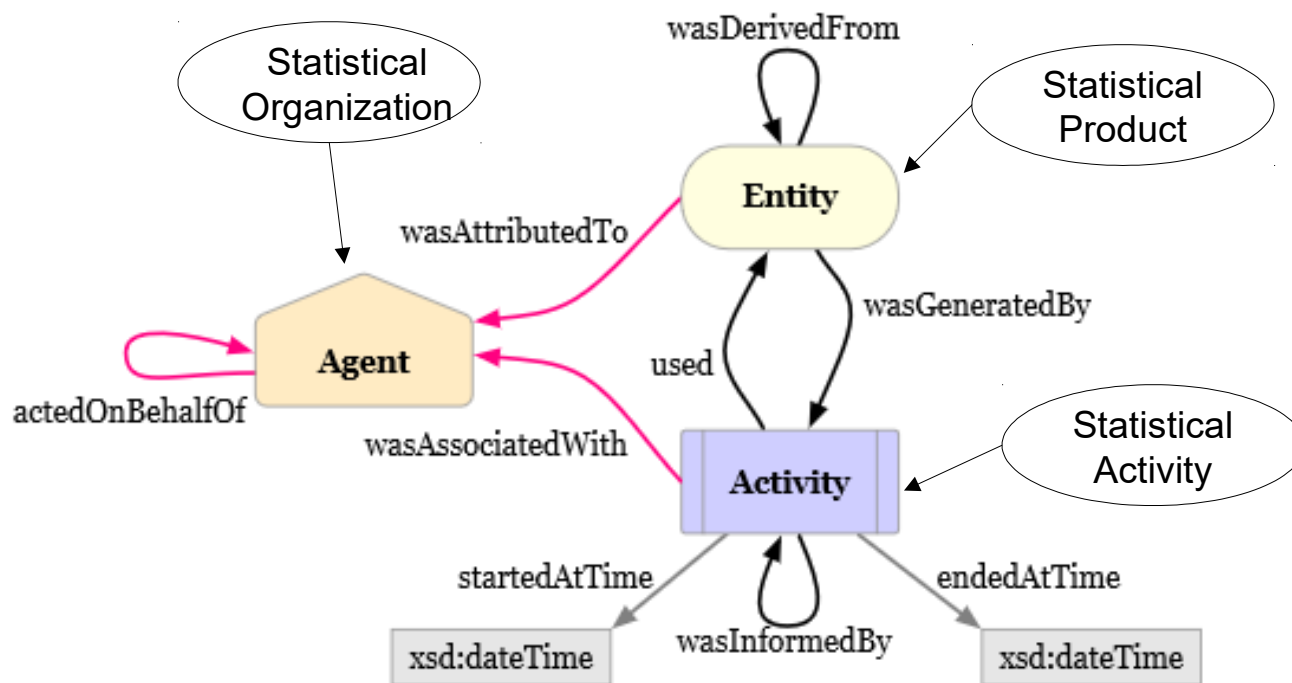 wasDerivedFrom
Statistical
Organization
Statistical
Product
Entity
wasAttributedTo
wasGeneratedBy
used
Agent
actedOnBehalfOf
wasAssociatedWith
Statistical
Activity
Activity
startedAtTime
endedAtTime
wasInformedBy
xsd:dateTime
xsd:dateTime